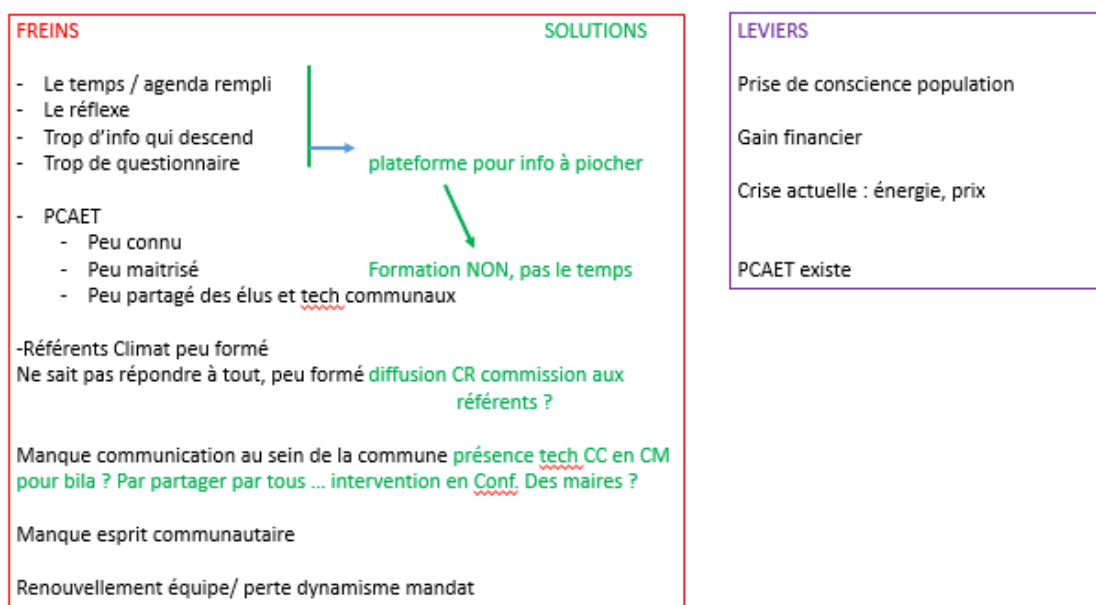 FREINS SOLUTIONS
- Le temps / agenda rempli
- Le réflexe
- Trop d'info qui descend
- Trop de questionnaire plateforme pour info à piocher
- PCAET
- Peu connu
- Peu maitrisé Formation NON, pas le temps
- Peu partagé des élus et tech communaux
-Référents Climat peu formé
Ne sait pas répondre à tout, peu formé diffusion CR commission aux
référents ?
Manque communication au sein de la commune présence tech CC en CM
pour bila ? Par partager par tous … intervention en Conf. Des maires ?
Manque esprit communautaire
Renouvellement équipe/ perte dynamisme mandat
LEVIERS
Prise de conscience population
Gain financier
Crise actuelle : énergie, prix
PCAET existe